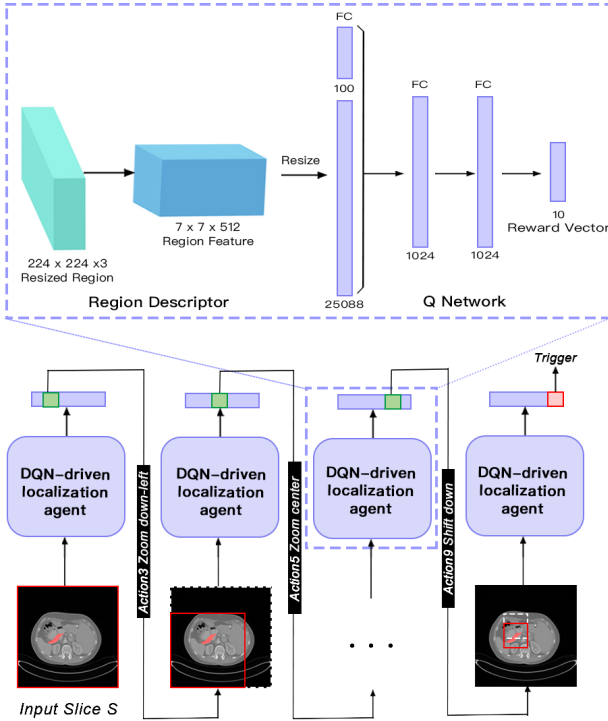 FC
100
FC
FC
Resize
7 x 7 x 512
Region Feature
10
Reward Vector
224 x 224 x3
Resized Region
1024
1024
25088
Region Descriptor
Q Network
Trigger
DQN-driven
localization
agent
Action3 Zoom down-left
DQN-driven
localization
agent
Action5 Zoom center
DQN-driven
localization
agent
Action9 Shift down
DQN-driven
localization
agent
. . .
Input Slice S